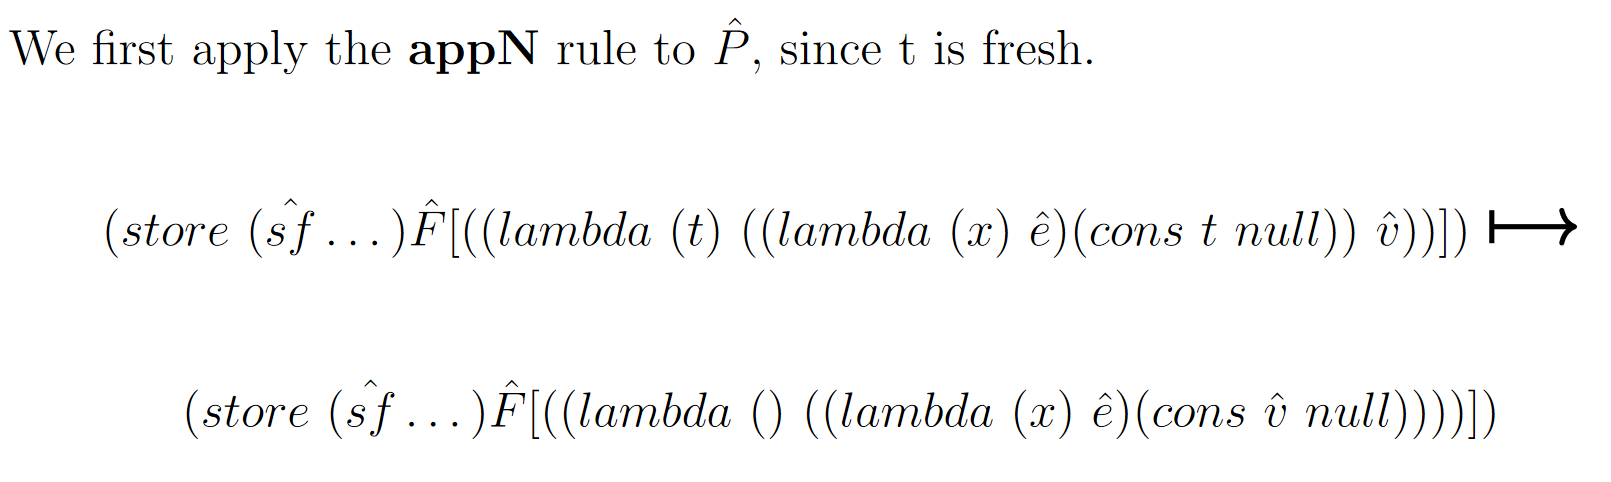 We first apply the appN rule to P̂, since t is fresh.
(store (sf̂ …)F̂[((lambda (t) ((lambda (x) ê)(cons t null)) v̂))]) ⟼
(store (sf̂ …)F̂[((lambda () ((lambda (x) ê)(cons v̂ null))))])